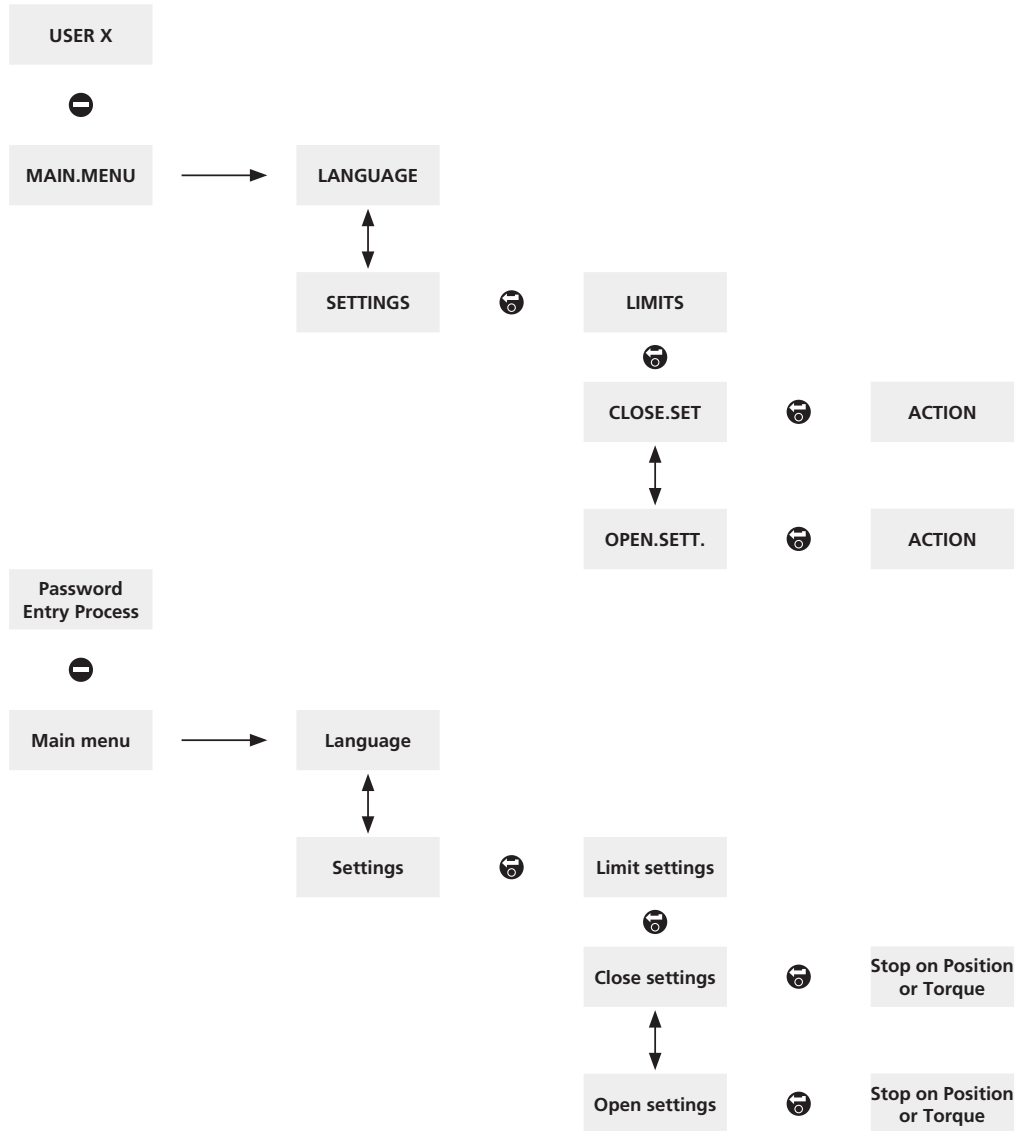 USER X
MAIN.MENU
LANGUAGE
SETTINGS
LIMITS
CLOSE.SET
ACTION
OPEN.SETT.
ACTION
Password
Entry Process
Main menu
Language
Settings
Limit settings
Close settings
Stop on Position
or Torque
Open settings
Stop on Position
or Torque